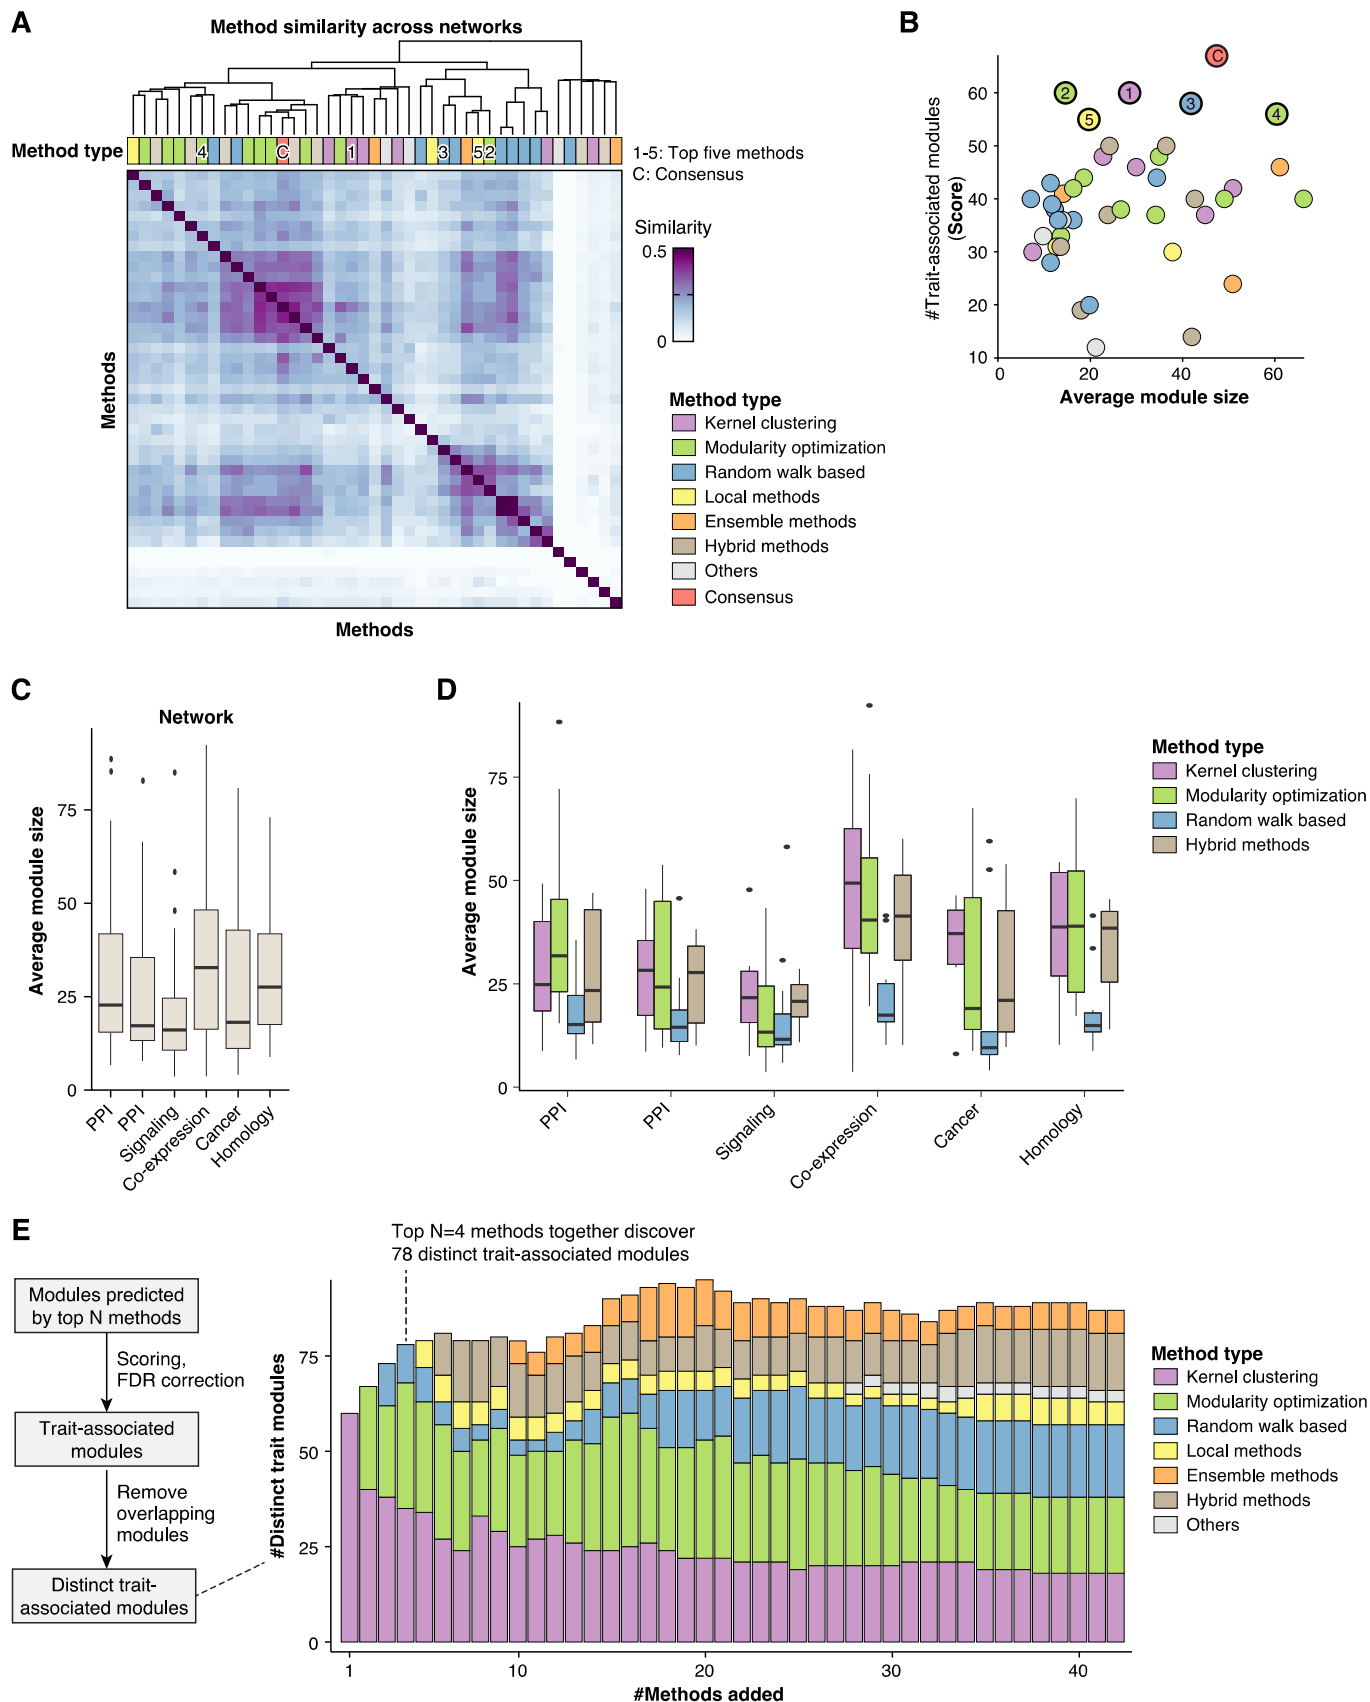 A
Method similarity across networks
Method type
4
C
1
3
5
2
1-5: Top five methods
C: Consensus
Similarity
0.5
0
Methods
Methods
Method type
Kernel clustering
Modularity optimization
Random walk based
Local methods
Ensemble methods
Hybrid methods
Others
Consensus
B
C
2
1
3
5
4
#Trait-associated modules
(Score)
60
50
40
30
20
10
0
20
40
60
Average module size
C
Network
Average module size
75
50
25
0
PPI
PPI
Signaling
Co-expression
Cancer
Homology
D
Average module size
75
50
25
0
PPI
PPI
Signaling
Co-expression
Cancer
Homology
Method type
Kernel clustering
Modularity optimization
Random walk based
Hybrid methods
E
Top N=4 methods together discover
78 distinct trait-associated modules
Modules predicted
by top N methods
Scoring,
FDR correction
Trait-associated
modules
Remove
overlapping
modules
Distinct trait-
associated modules
#Distinct trait modules
75
50
25
0
1
10
20
30
40
#Methods added
Method type
Kernel clustering
Modularity optimization
Random walk based
Local methods
Ensemble methods
Hybrid methods
Others